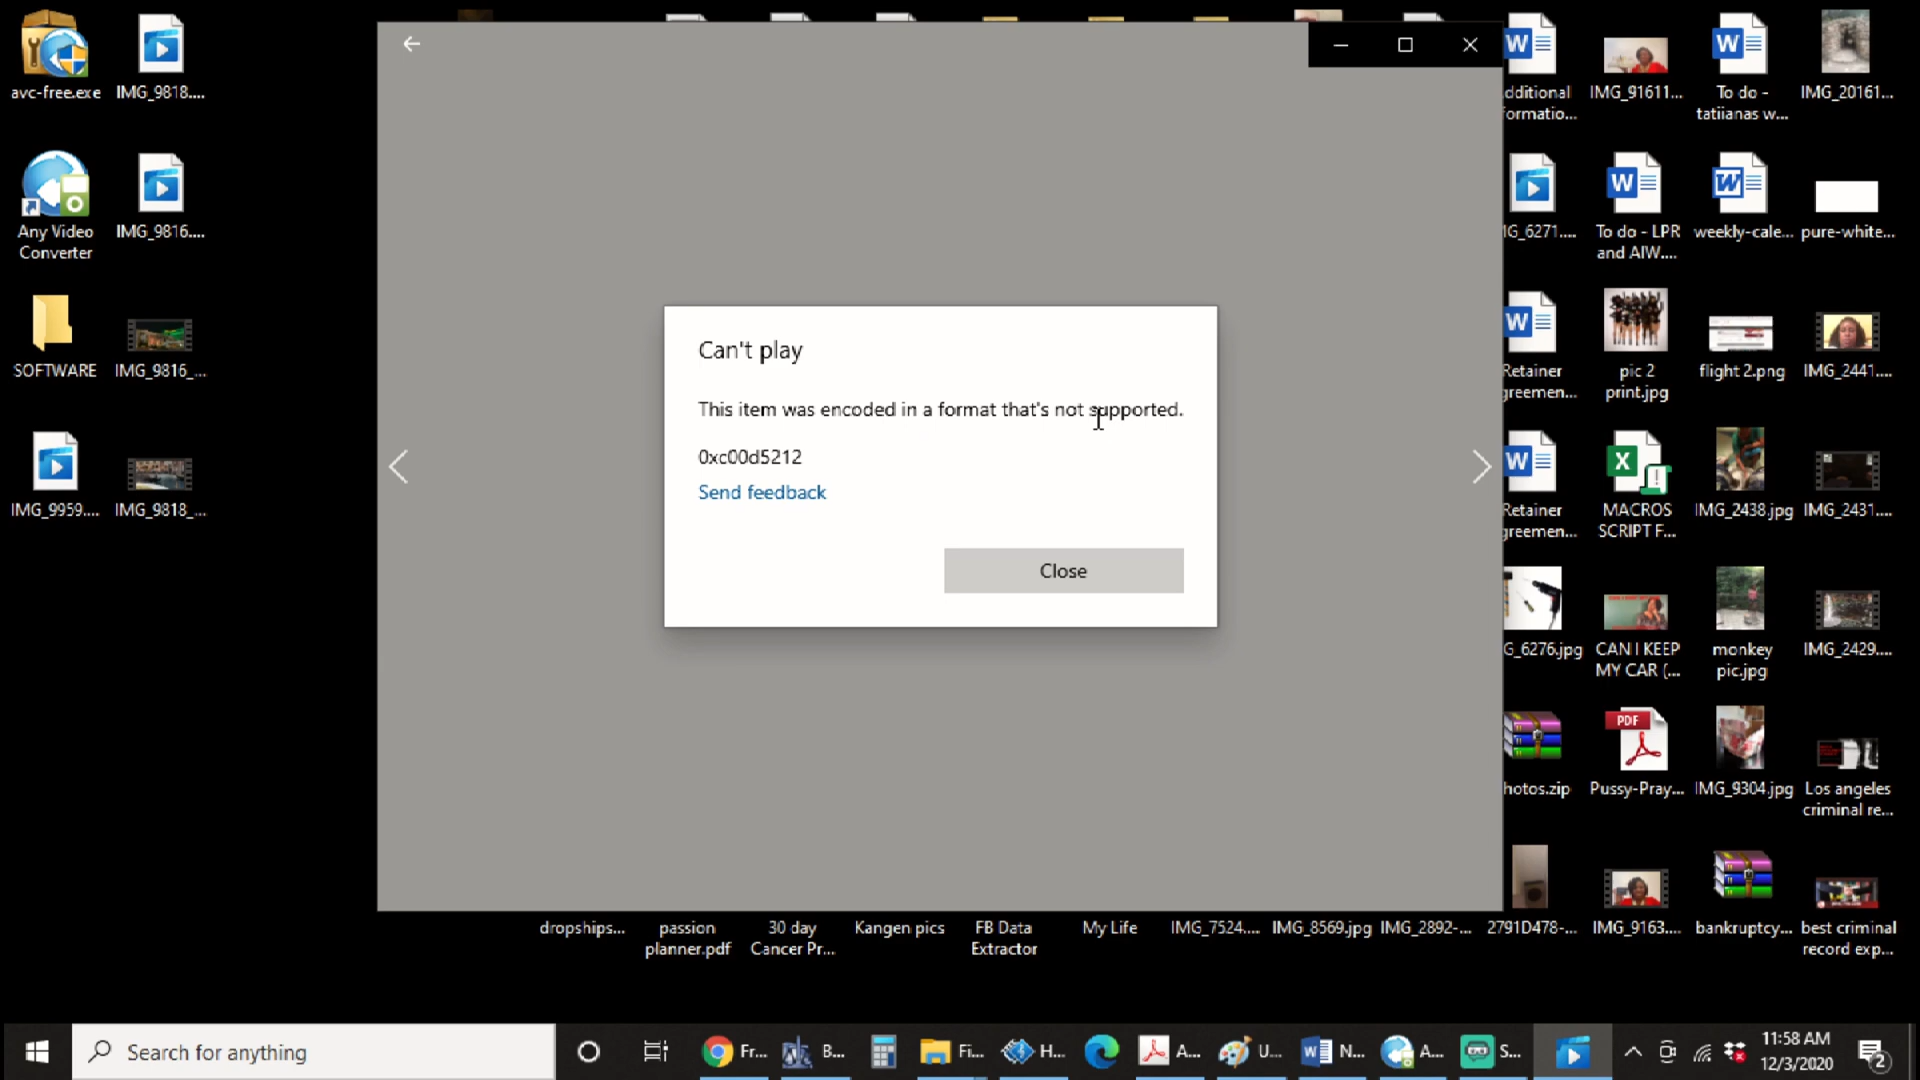 avc-free.exe
IMG_9818....
Any Video
Converter
IMG_9816....
SOFTWARE
IMG_9816_...
IMG_9959....
IMG_9818_...
Can't play
This item was encoded in a format that's not supported.
0xc00d5212
Send feedback
Close
dditional
formatio...
IMG_91611...
To do -
tatiianas w...
IMG_20161...
G_6271....
To do - LPR
and AIW....
weekly-cale...
pure-white...
Retainer
greemen...
pic 2
print.jpg
flight 2.png
IMG_2441....
Retainer
greemen...
MACROS
SCRIPT F...
IMG_2438.jpg
IMG_2431....
G_6276.jpg
CAN I KEEP
MY CAR (...
monkey
pic.jpg
IMG_2429....
hotos.zip
PDF
Pussy-Pray...
IMG_9304.jpg
Los angeles
criminal re...
dropships...
passion
planner.pdf
30 day
Cancer Pr...
Kangen pics
FB Data
Extractor
My Life
IMG_7524....
IMG_8569.jpg
IMG_2892-...
2791D478-...
IMG_9163....
bankruptcy...
best criminal
record exp...
Search for anything
Fr...
B...
Fi...
H...
A...
U...
N...
A...
S...
11:58 AM
12/3/2020
2